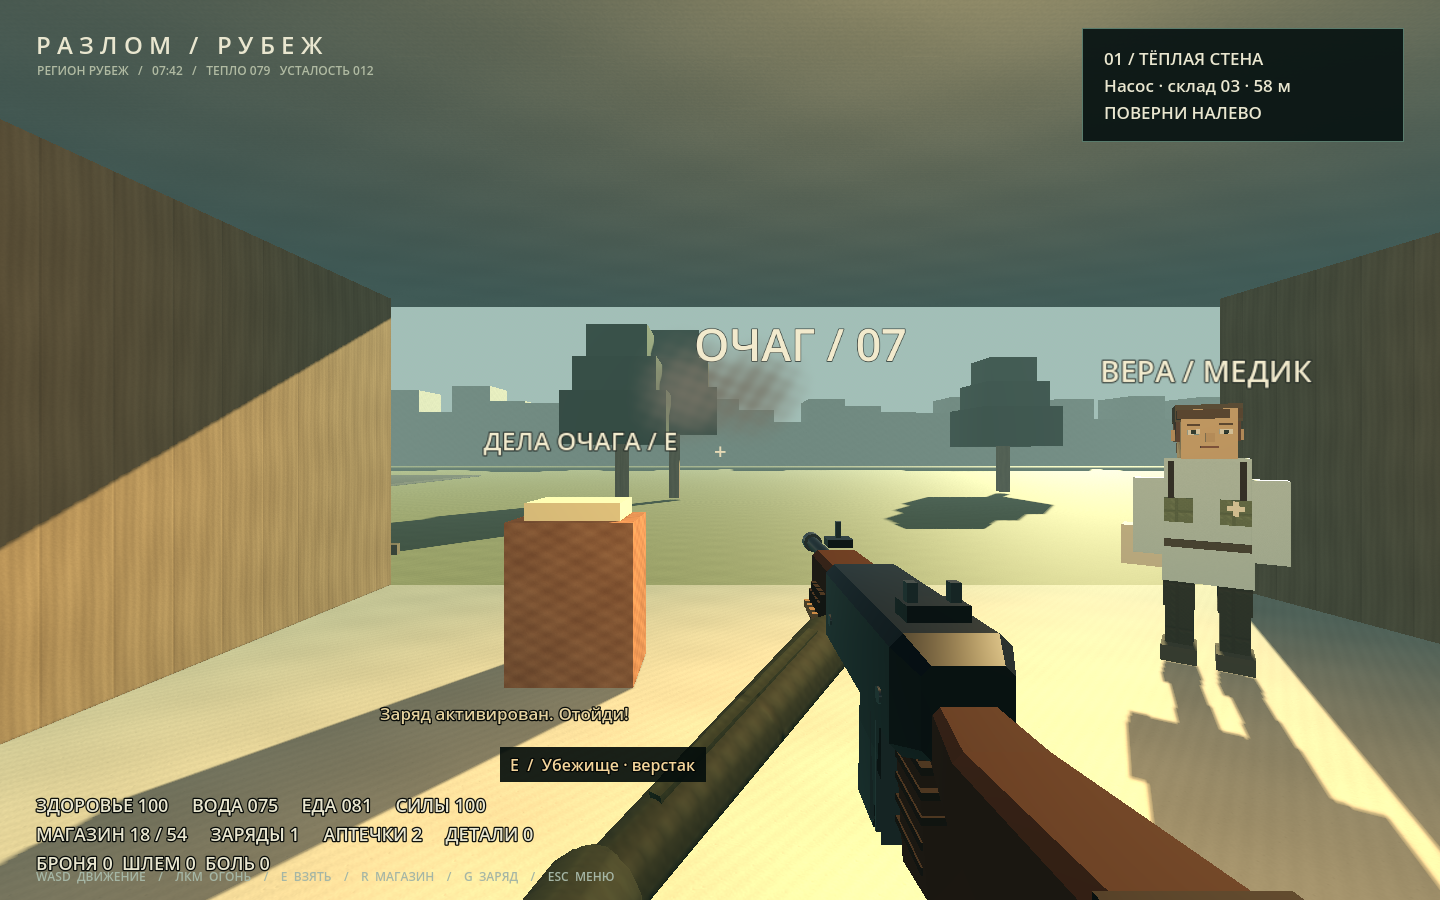 РАЗЛОМ / РУБЕЖ
РЕГИОН РУБЕЖ / 07:42 / ТЕПЛО 079 УСТАЛОСТЬ 012
01 / ТЁПЛАЯ СТЕНА
Насос · склад 03 · 58 м
ПОВЕРНИ НАЛЕВО
ОЧАГ / 07
ВЕРА / МЕДИК
ДЕЛА ОЧАГА / Е
+
Заряд активирован. Отойди!
E / Убежище · верстак
ЗДОРОВЬЕ 100 ВОДА 075 ЕДА 081 СИЛЫ 100
МАГАЗИН 18 / 54 ЗАРЯДЫ 1 АПТЕЧКИ 2 ДЕТАЛИ 0
БРОНЯ 0 ШЛЕМ 0 БОЛЬ 0
WASD ДВИЖЕНИЕ / ЛКМ ОГОНЬ / E ВЗЯТЬ / R МАГАЗИН / G ЗАРЯД / ESC МЕНЮ